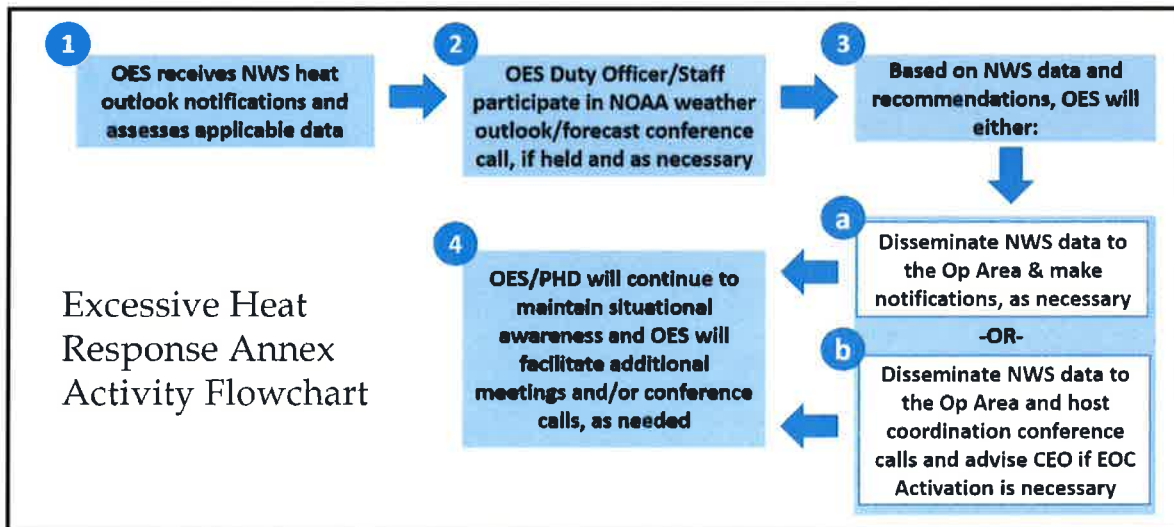 1
OES receives NWS heat
outlook notifications and
assesses applicable data
2
OES Duty Officer/Staff
participate in NOAA weather
outlook/forecast conference
call, if held and as necessary
3
Based on NWS data and
recommendations, OES will
either:
a
Disseminate NWS data to
the Op Area & make
notifications, as necessary
-OR-
b
Disseminate NWS data to
the Op Area and host
coordination conference
calls and advise CEO if EOC
Activation is necessary
4
OES/PHD will continue to
maintain situational
awareness and OES will
facilitate additional
meetings and/or conference
calls, as needed
Excessive Heat
Response Annex
Activity Flowchart